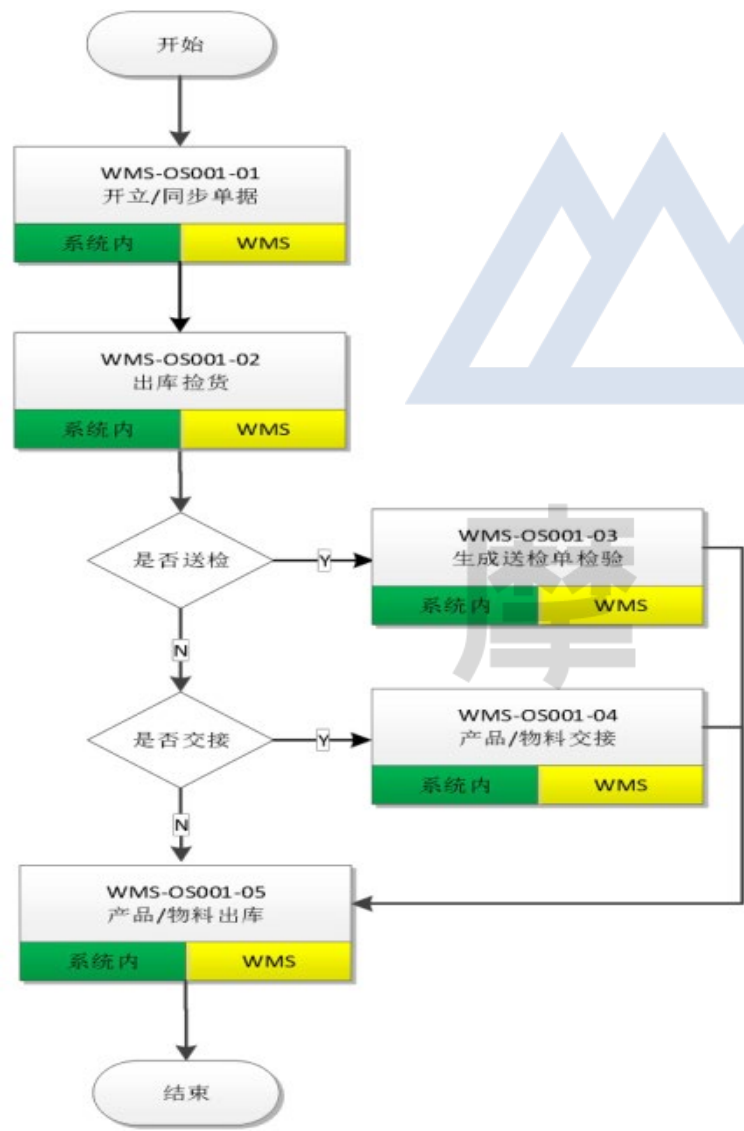 开始
WMS-OS001-01
开立/同步单据
系统内
WMS
WMS-OS001-02
出库捡货
系统内
WMS
是否送检
Y
WMS-OS001-03
生成送检单检验
系统内
WMS
N
是否交接
Y
WMS-OS001-04
产品/物料交接
系统内
WMS
N
WMS-OS001-05
产品/物料出库
系统内
WMS
结束
摩